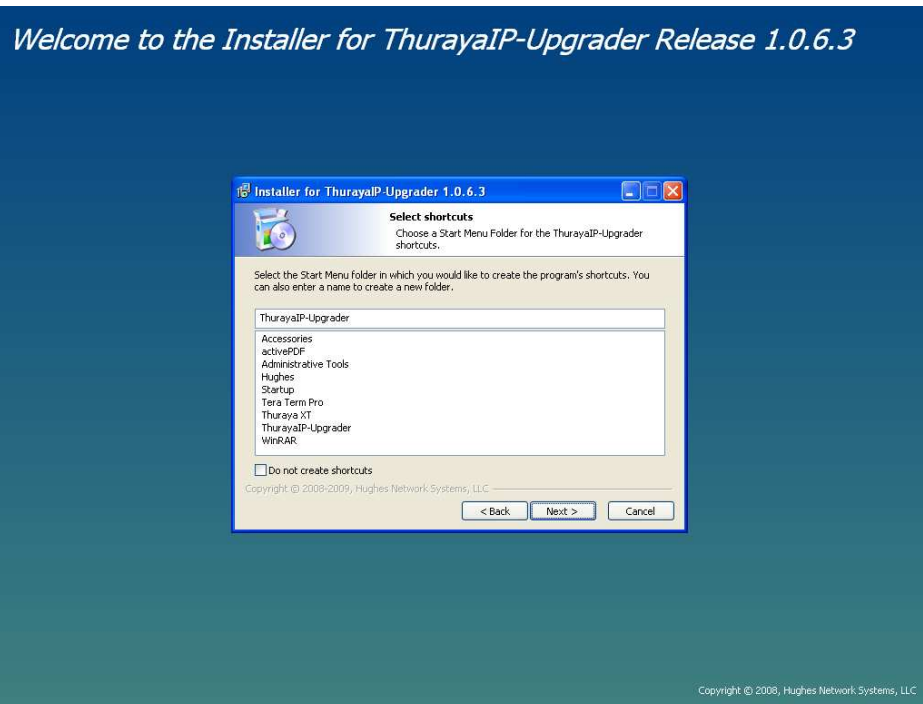 Welcome to the Installer for ThurayaIP-Upgrader Release 1.0.6.3
Installer for ThurayaIP-Upgrader 1.0.6.3
Select shortcuts
Choose a Start Menu Folder for the ThurayaIP-Upgrader
shortcuts.
Select the Start Menu folder in which you would like to create the program's shortcuts. You
can also enter a name to create a new folder.
ThurayaIP-Upgrader
Accessories
activePDF
Administrative Tools
Hughes
Startup
Tera Term Pro
Thuraya XT
ThurayaIP-Upgrader
WinRAR
Do not create shortcuts
Copyright © 2008-2009, Hughes Network Systems, LLC
< Back Next > Cancel
Copyright © 2008, Hughes Network Systems, LLC